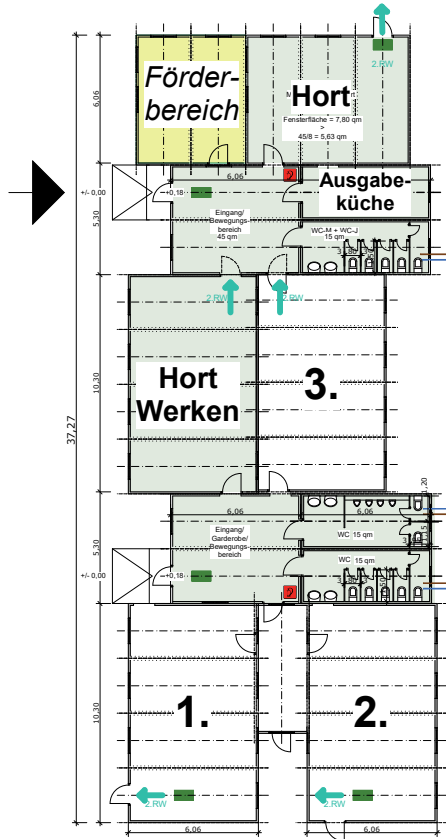 2.RW
Förder-
bereich
Hort
Fensterfläche = 7,80 qm
>
45/8 = 5,63 qm
6,06
6,06
+/- 0,00
+0,18
Ausgabe-
küche
5,30
Eingang/
Bewegungs-
bereich
45 qm
WC-M + WC-J
15 qm
2.RW
2.RW
Hort
Werken
3.
10,30
37,27
6,06
6,06
1,20
Eingang/
Garderobe/
Bewegungs-
bereich
WC 15 qm
5,30
WC 15 qm
+/- 0,00
+0,18
1.
2.
10,30
2.RW
2.RW
6,06
6,06